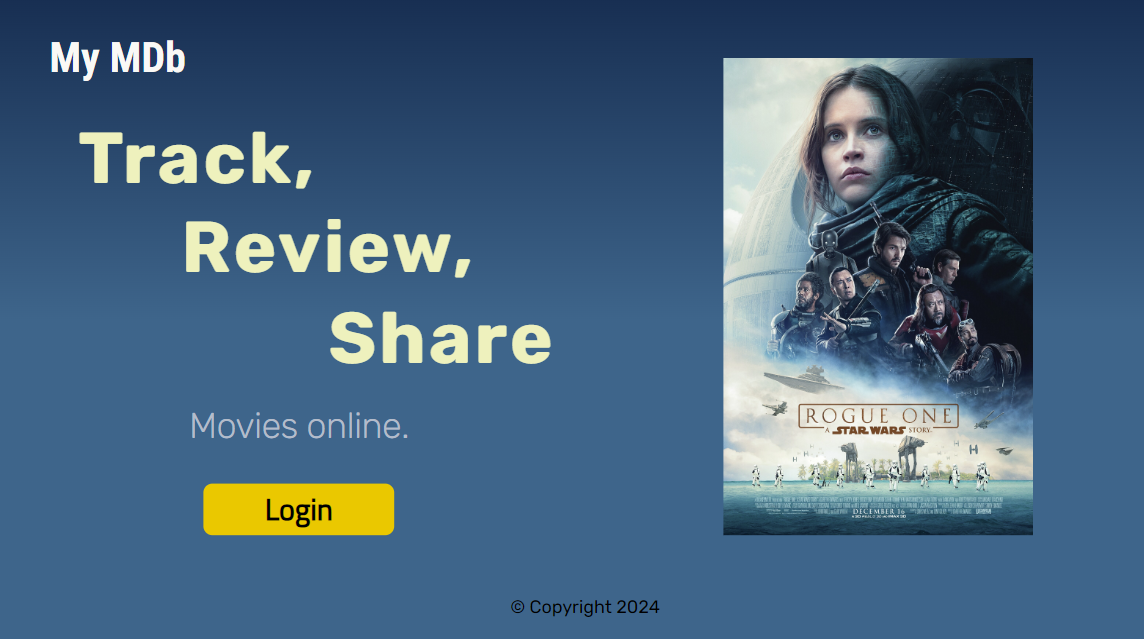 My MDb
Track,
Review,
Share
Movies online.
Login
ROGUE ONE
A STAR WARS STORY
DECEMBER 16
© Copyright 2024